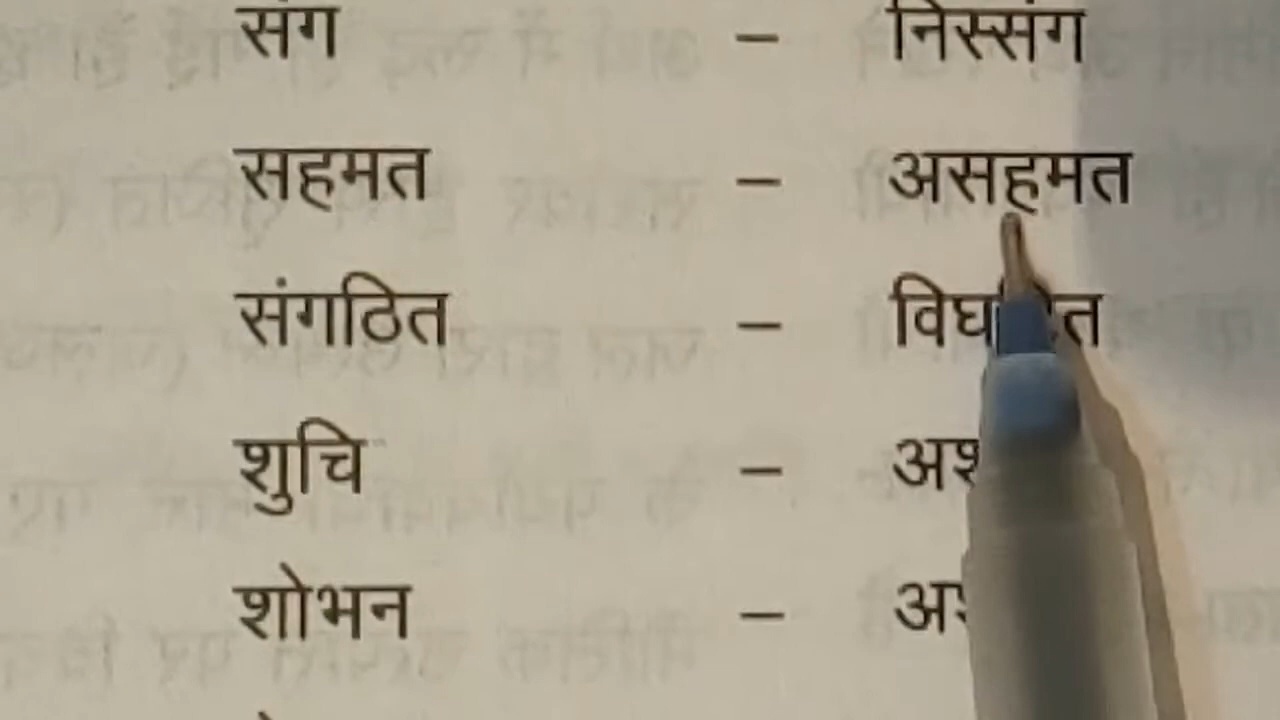 संग – निस्संग
सहमत – असहमत
संगठित –
शुचि –
शोभन –